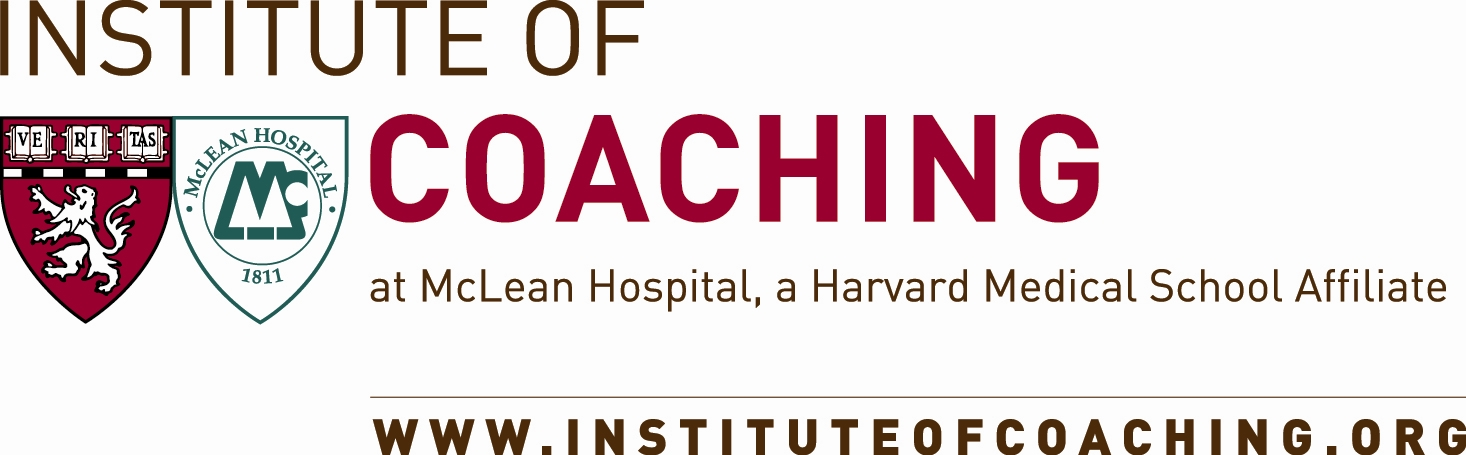 INSTITUTE OF
COACHING
VE RI TAS
McLEAN HOSPITAL
Mc
1811
at McLean Hospital, a Harvard Medical School Affiliate
WWW.INSTITUTEOFCOACHING.ORG